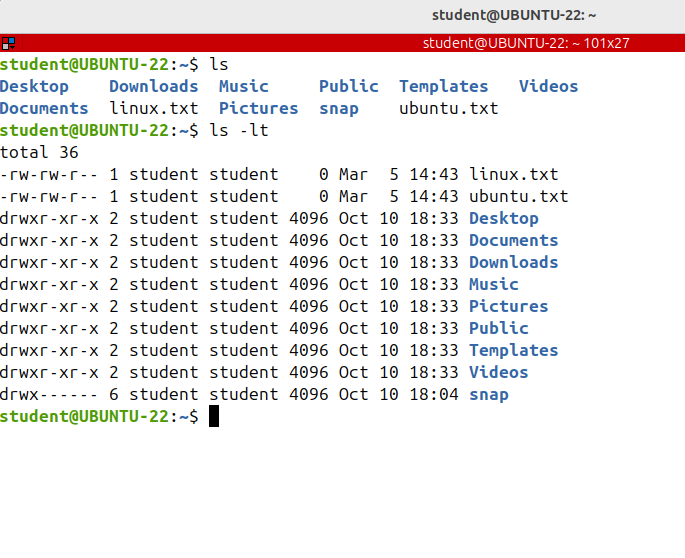 student@UBUNTU-22: ~
student@UBUNTU-22: ~ 101x27
student@UBUNTU-22:~$ ls
Desktop    Downloads  Music     Public  Templates   Videos
Documents  linux.txt  Pictures  snap    ubuntu.txt
student@UBUNTU-22:~$ ls -lt
total 36
-rw-rw-r-- 1 student student    0 Mar  5 14:43 linux.txt
-rw-rw-r-- 1 student student    0 Mar  5 14:43 ubuntu.txt
drwxr-xr-x 2 student student 4096 Oct 10 18:33 Desktop
drwxr-xr-x 2 student student 4096 Oct 10 18:33 Documents
drwxr-xr-x 2 student student 4096 Oct 10 18:33 Downloads
drwxr-xr-x 2 student student 4096 Oct 10 18:33 Music
drwxr-xr-x 2 student student 4096 Oct 10 18:33 Pictures
drwxr-xr-x 2 student student 4096 Oct 10 18:33 Public
drwxr-xr-x 2 student student 4096 Oct 10 18:33 Templates
drwxr-xr-x 2 student student 4096 Oct 10 18:33 Videos
drwx------ 6 student student 4096 Oct 10 18:04 snap
student@UBUNTU-22:~$